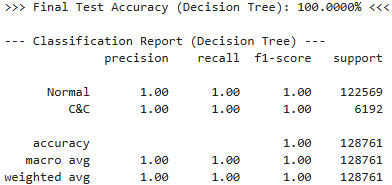 >>> Final Test Accuracy (Decision Tree): 100.0000% <<<
--- Classification Report (Decision Tree) ---
precision recall f1-score support
Normal 1.00 1.00 1.00 122569
C&C 1.00 1.00 1.00 6192
accuracy 1.00 128761
macro avg 1.00 1.00 1.00 128761
weighted avg 1.00 1.00 1.00 128761